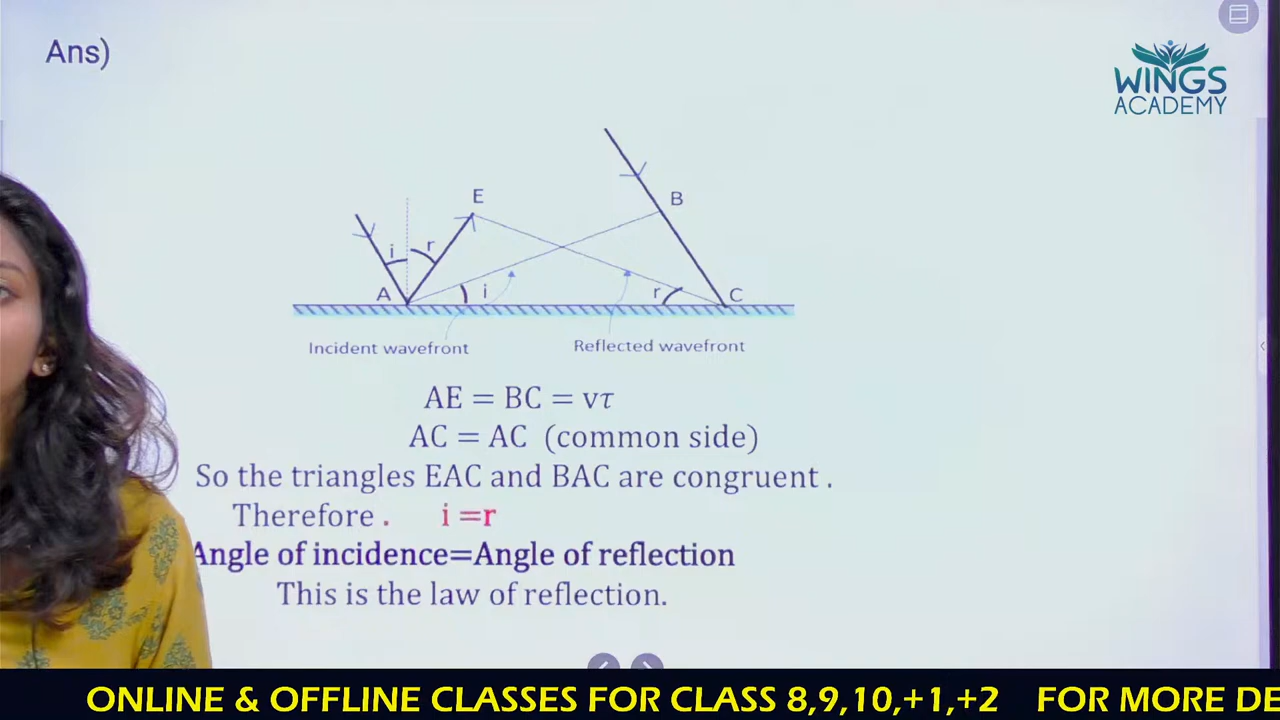 Ans)
WINGS
ACADEMY
E
B
i
r
A
i
r
C
Incident wavefront
Reflected wavefront
AE = BC = vτ
AC = AC (common side)
So the triangles EAC and BAC are congruent .
Therefore . i =r
Angle of incidence=Angle of reflection
This is the law of reflection.
ONLINE & OFFLINE CLASSES FOR CLASS 8,9,10,+1,+2 FOR MORE DE